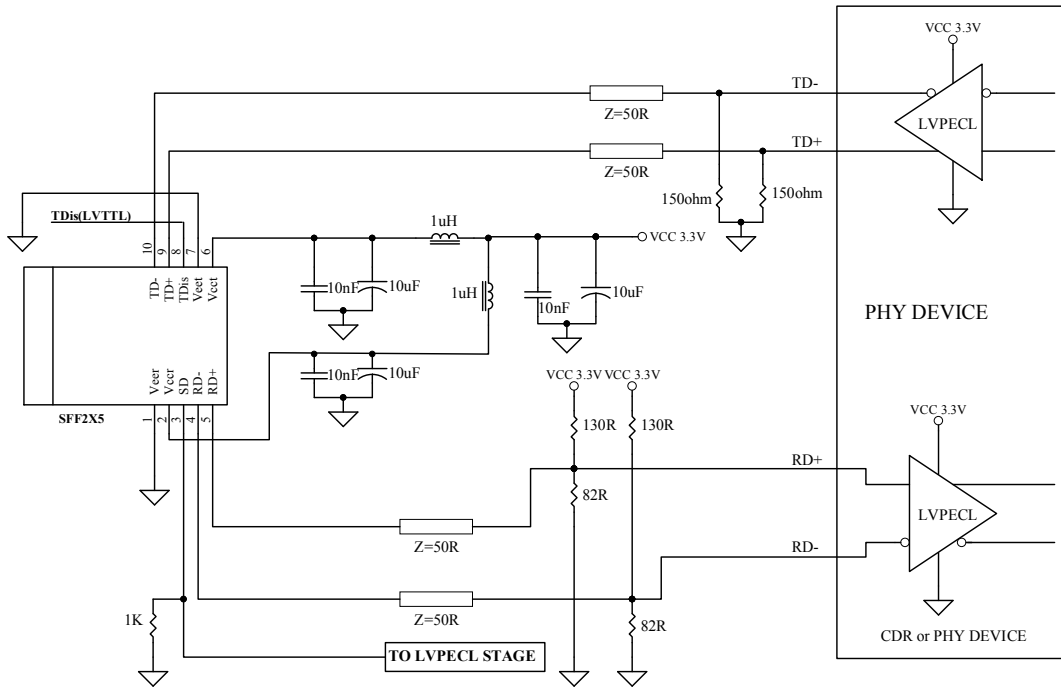 VCC 3.3V
TD-
LVPECL
Z=50R
TD+
Z=50R
150ohm
150ohm
TDis(LVTTL)
1uH
VCC 3.3V
10
9
8
7
6
TD-
TD+
TDis
Veet
Vcct
10nF
10uF
1uH
10nF
10uF
PHY DEVICE
Veer
Vccr
SD
RD-
RD+
10nF
10uF
SFF2X5
1
2
3
4
5
VCC 3.3V
VCC 3.3V
VCC 3.3V
130R
130R
RD+
82R
LVPECL
Z=50R
RD-
1K
Z=50R
82R
CDR or PHY DEVICE
TO LVPECL STAGE